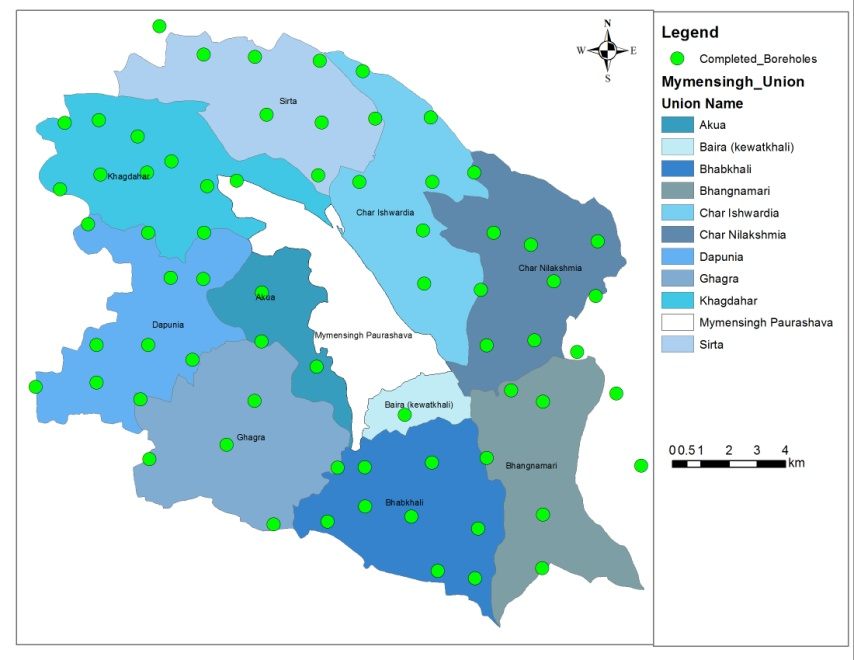 N
W E
S
Sirta
Khagdahar
Char Ishwardia
Char Nilakshmia
Akua
Dapunia
Mymensingh Paurashava
Baira (kewatkhali)
Ghagra
Bhangnamari
Bhabkhali
Legend
Completed_Boreholes
Mymensingh_Union
Union Name
Akua
Baira (kewatkhali)
Bhabkhali
Bhangnamari
Char Ishwardia
Char Nilakshmia
Dapunia
Ghagra
Khagdahar
Mymensingh Paurashava
Sirta
0 0.5 1 2 3 4
km